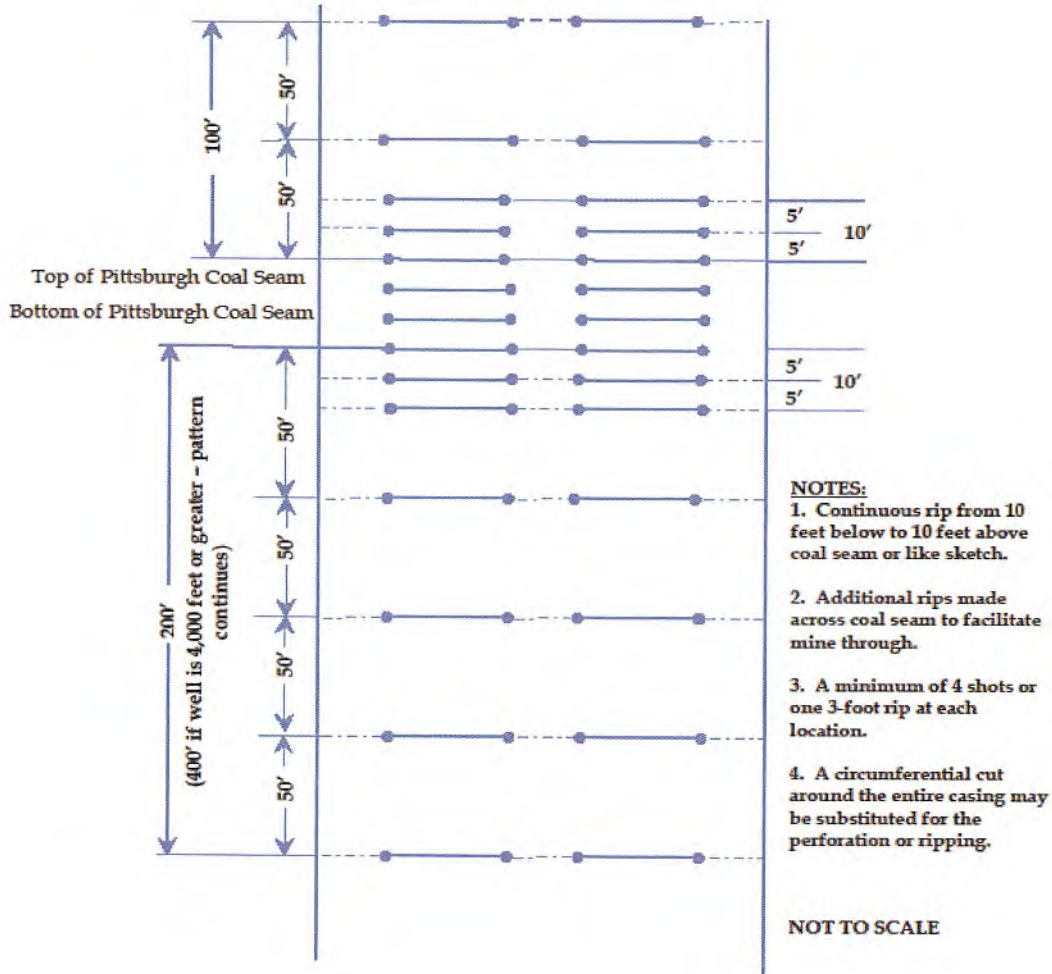 50'
100'
50'
5'
10'
5'
Top of Pittsburgh Coal Seam
Bottom of Pittsburgh Coal Seam
5'
10'
5'
50'
200'
(400' if well is 4,000 feet or greater – pattern
continues)
50'
50'
50'
NOTES:
1. Continuous rip from 10
feet below to 10 feet above
coal seam or like sketch.
2. Additional rips made
across coal seam to facilitate
mine through.
3. A minimum of 4 shots or
one 3-foot rip at each
location.
4. A circumferential cut
around the entire casing may
be substituted for the
perforation or ripping.
NOT TO SCALE